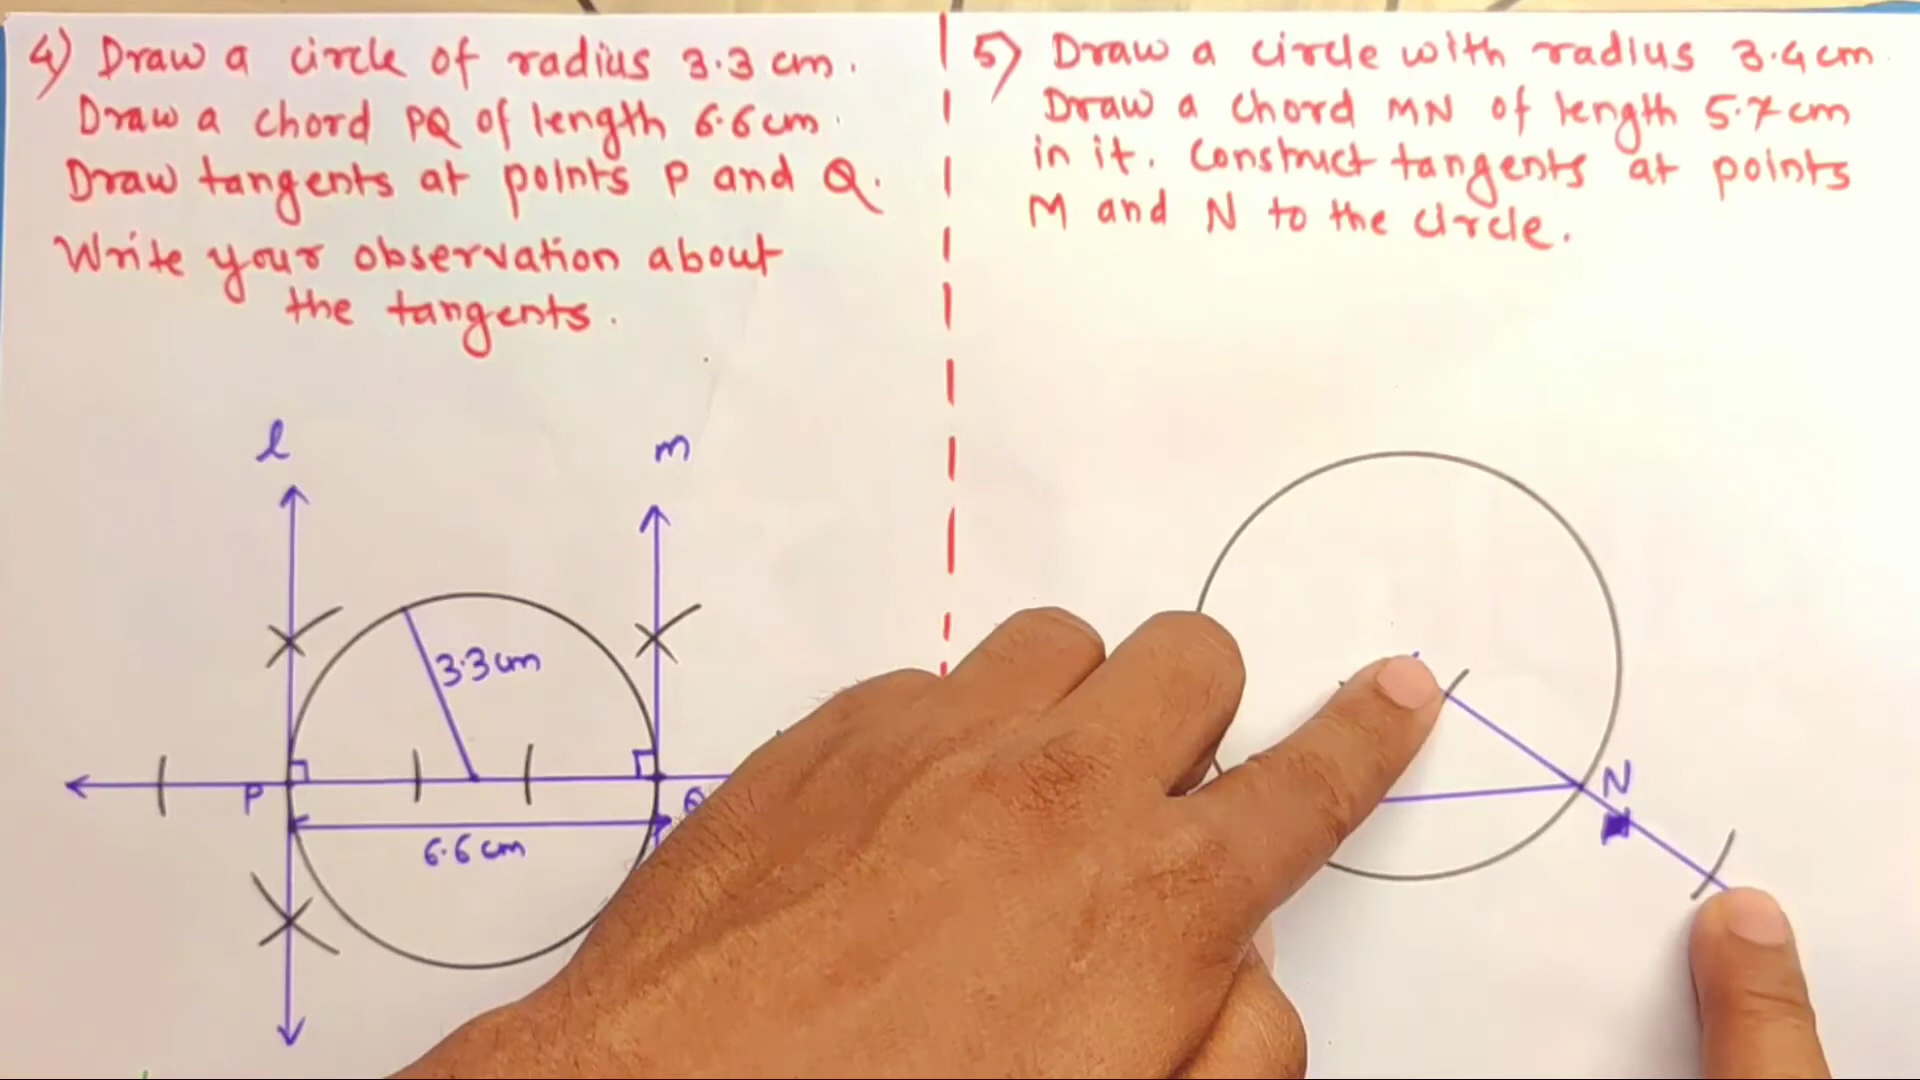 4) Draw a circle of radius 3.3 cm.
Draw a chord PQ of length 6.6 cm.
Draw tangents at points P and Q.
Write your observation about
the tangents.
l
m
3.3 cm
P
Q
6.6 cm
5) Draw a circle with radius 3.4 cm
Draw a chord MN of length 5.7 cm
in it. Construct tangents at points
M and N to the circle.
N